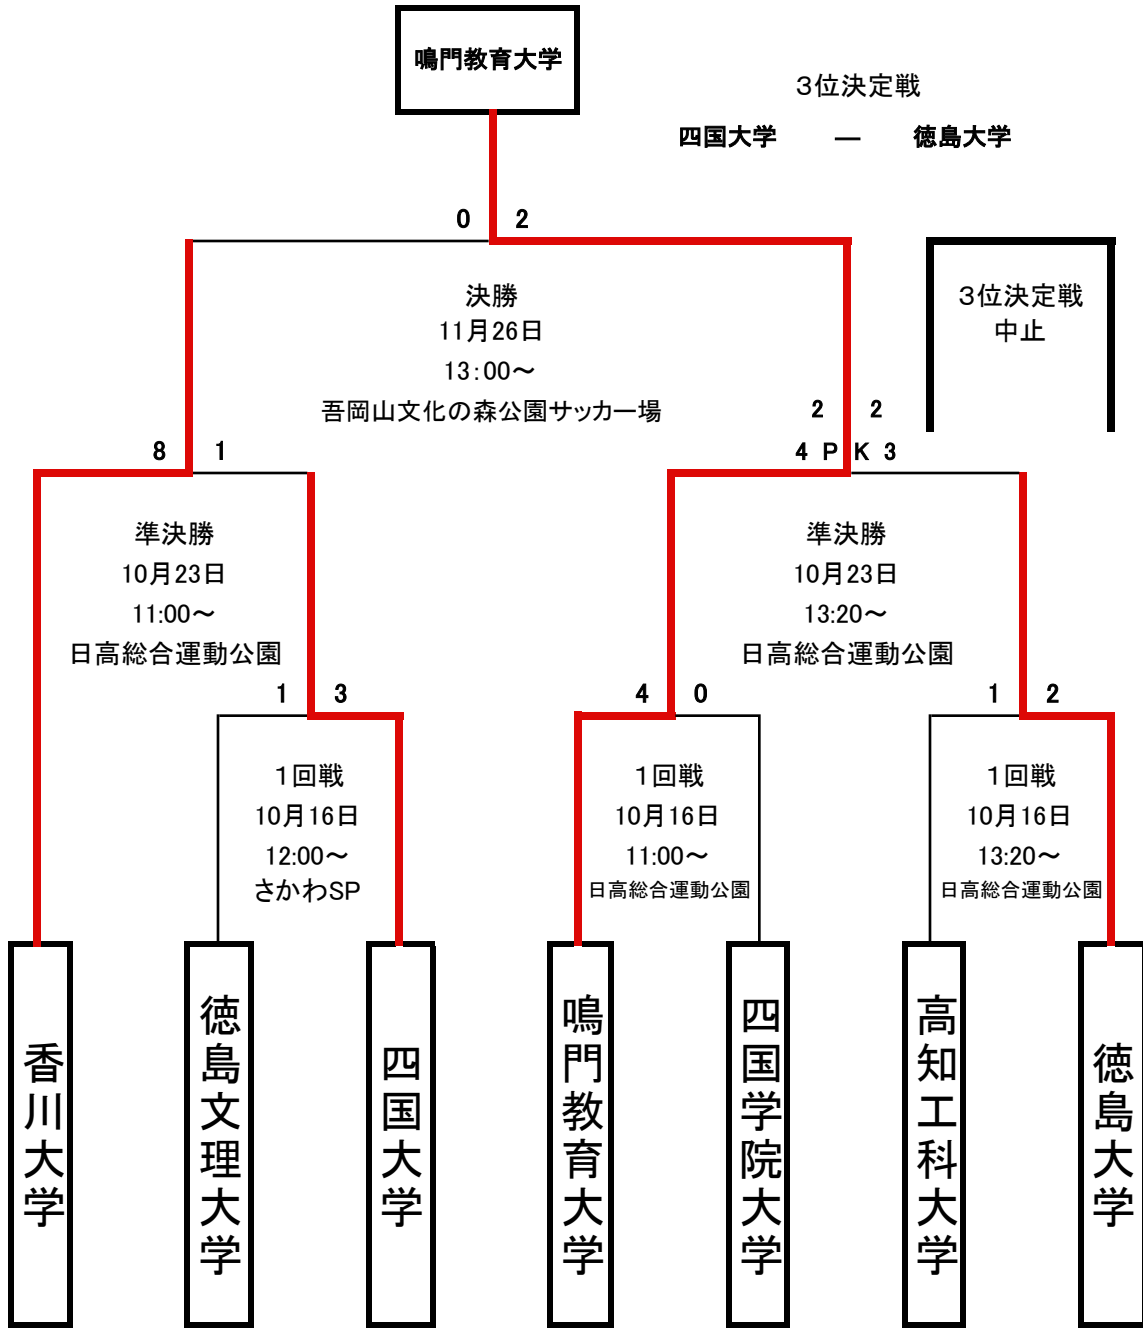 鳴門教育大学
３位決定戦
四国大学 ― 徳島大学
0 2
決勝
11月26日
13：00～
吾岡山文化の森公園サッカー場
３位決定戦
中止
2 2
4 P K 3
8 1
準決勝
10月23日
11:00～
日高総合運動公園
準決勝
10月23日
13:20～
日高総合運動公園
1 3
4 0
1 2
１回戦
10月16日
12:00～
さかわSP
１回戦
10月16日
11:00～
日高総合運動公園
１回戦
10月16日
13:20～
日高総合運動公園
香川大学
徳島文理大学
四国大学
鳴門教育大学
四国学院大学
高知工科大学
徳島大学